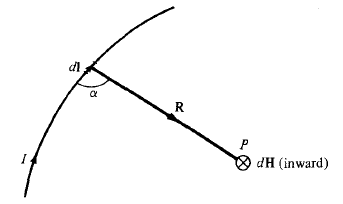 dl
α
R
P
dH (inward)
I